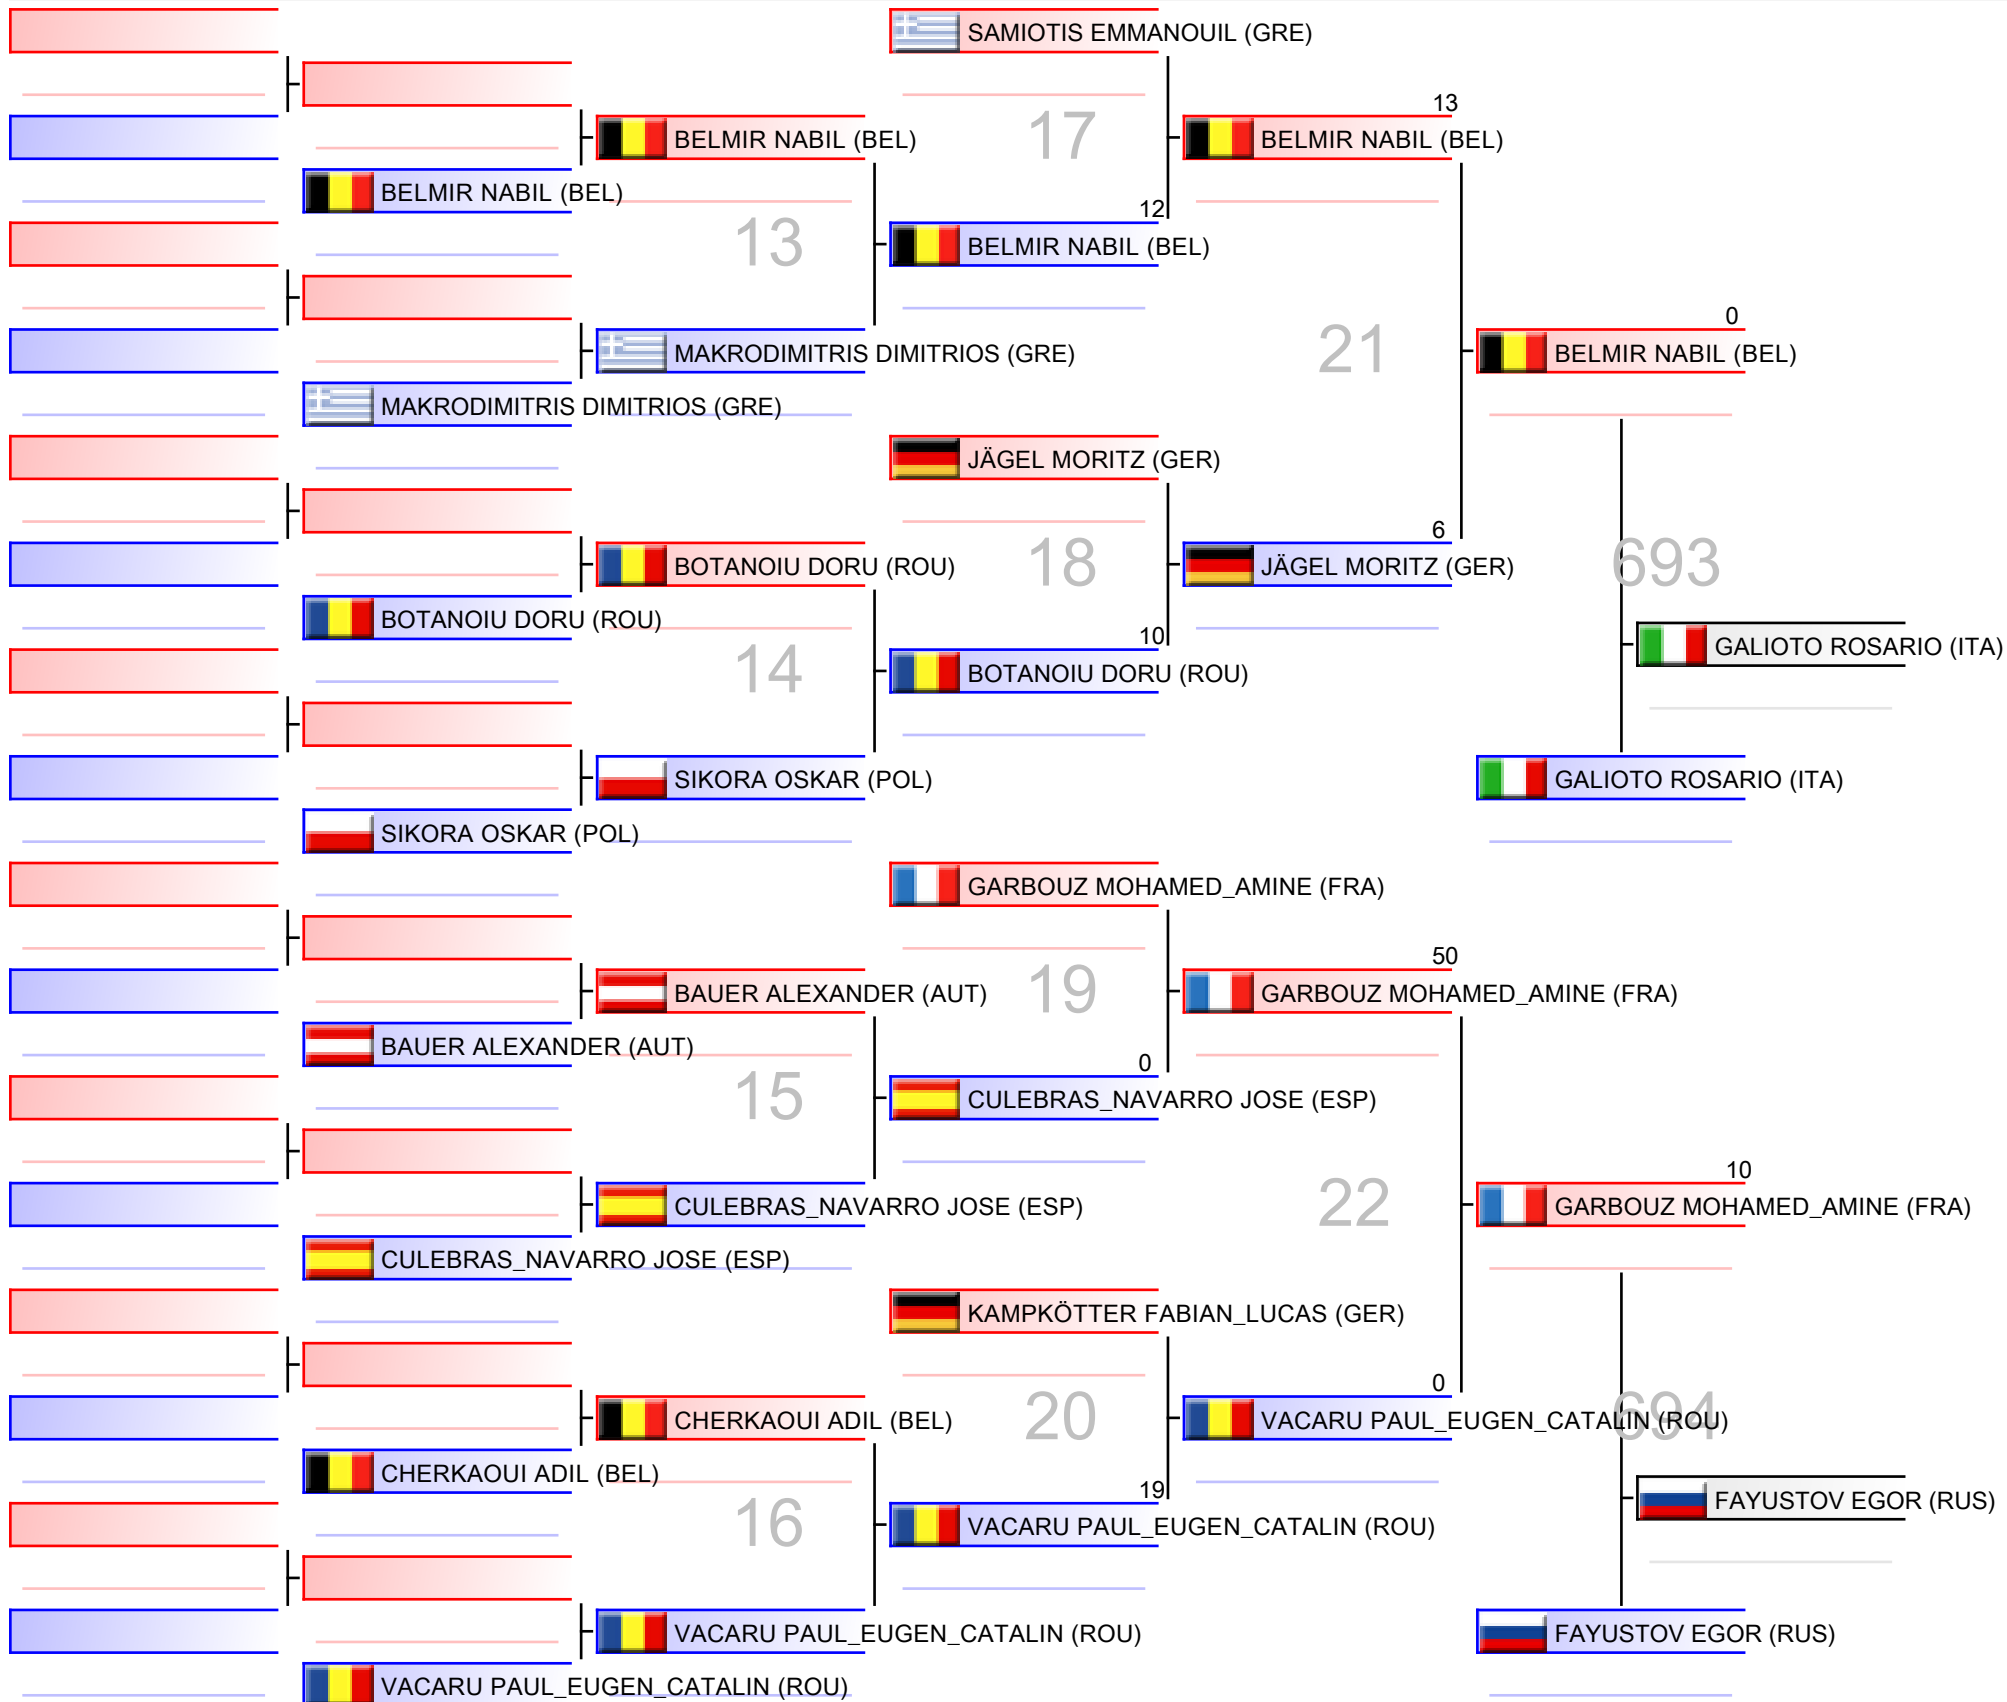 SAMIOTIS EMMANOUIL (GRE)
13
BELMIR NABIL (BEL)
17
BELMIR NABIL (BEL)
BELMIR NABIL (BEL)
12
13
BELMIR NABIL (BEL)
0
21
MAKRODIMITRIS DIMITRIOS (GRE)
BELMIR NABIL (BEL)
MAKRODIMITRIS DIMITRIOS (GRE)
JÄGEL MORITZ (GER)
6
BOTANOIU DORU (ROU)
18
JÄGEL MORITZ (GER)
693
BOTANOIU DORU (ROU)
10
GALIOTO ROSARIO (ITA)
14
BOTANOIU DORU (ROU)
SIKORA OSKAR (POL)
GALIOTO ROSARIO (ITA)
SIKORA OSKAR (POL)
GARBOUZ MOHAMED_AMINE (FRA)
50
BAUER ALEXANDER (AUT)
19
GARBOUZ MOHAMED_AMINE (FRA)
BAUER ALEXANDER (AUT)
0
15
CULEBRAS_NAVARRO JOSE (ESP)
10
CULEBRAS_NAVARRO JOSE (ESP)
22
GARBOUZ MOHAMED_AMINE (FRA)
CULEBRAS_NAVARRO JOSE (ESP)
KAMPKÖTTER FABIAN_LUCAS (GER)
0
CHERKAOUI ADIL (BEL)
20
VACARU PAUL_EUGEN_CATALIN (ROU)
694
CHERKAOUI ADIL (BEL)
19
FAYUSTOV EGOR (RUS)
16
VACARU PAUL_EUGEN_CATALIN (ROU)
VACARU PAUL_EUGEN_CATALIN (ROU)
FAYUSTOV EGOR (RUS)
VACARU PAUL_EUGEN_CATALIN (ROU)